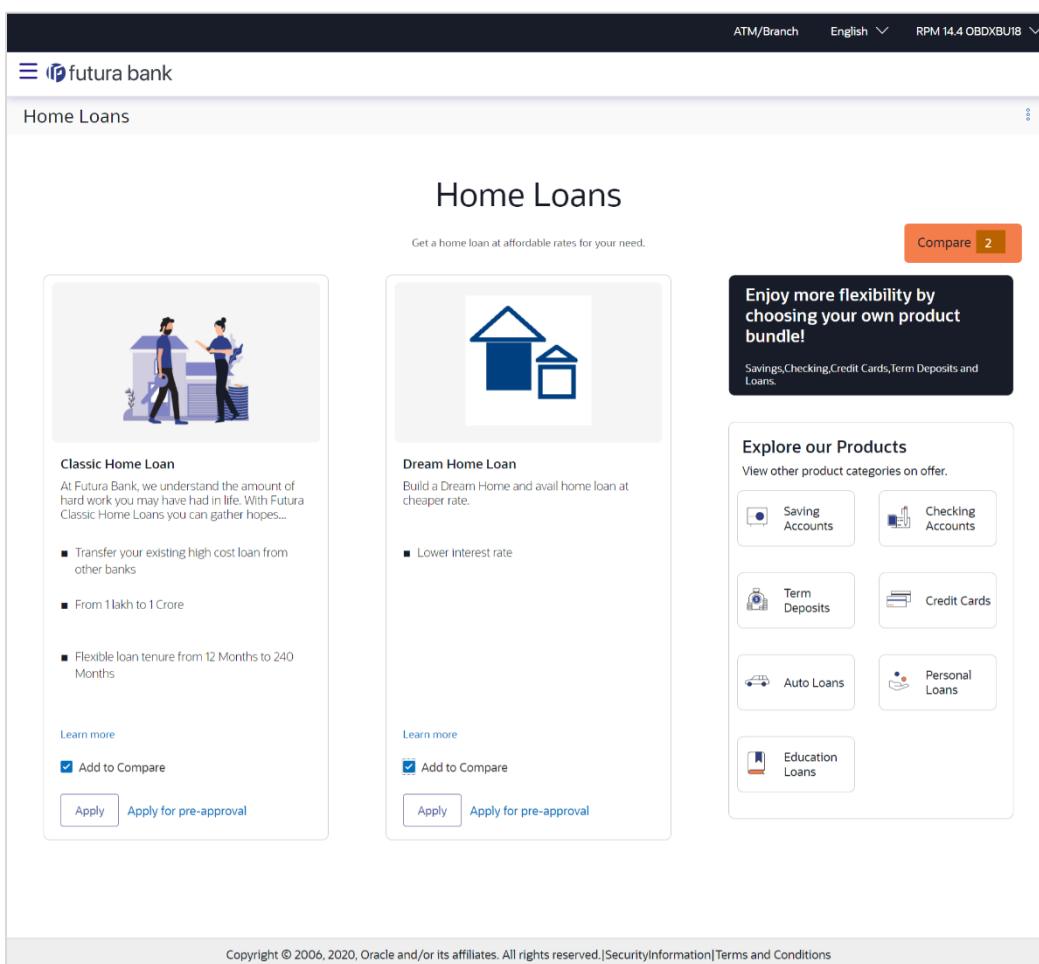 ATM/Branch English RPM 14.4 OBDXBU18
futura bank
Home Loans
Home Loans
Get a home loan at affordable rates for your need.
Compare 2
Classic Home Loan
At Futura Bank, we understand the amount of
hard work you may have had in life. With Futura
Classic Home Loans you can gather hopes...
Transfer your existing high cost loan from
other banks
From 1 lakh to 1 Crore
Flexible loan tenure from 12 Months to 240
Months
Learn more
Add to Compare
Apply Apply for pre-approval
Dream Home Loan
Build a Dream Home and avail home loan at
cheaper rate.
Lower interest rate
Learn more
Add to Compare
Apply Apply for pre-approval
Enjoy more flexibility by
choosing your own product
bundle!
Savings,Checking,Credit Cards,Term Deposits and
Loans.
Explore our Products
View other product categories on offer.
Saving
Accounts
Checking
Accounts
Term
Deposits
Credit Cards
Auto Loans
Personal
Loans
Education
Loans
Copyright © 2006, 2020, Oracle and/or its affiliates. All rights reserved.|SecurityInformation|Terms and Conditions